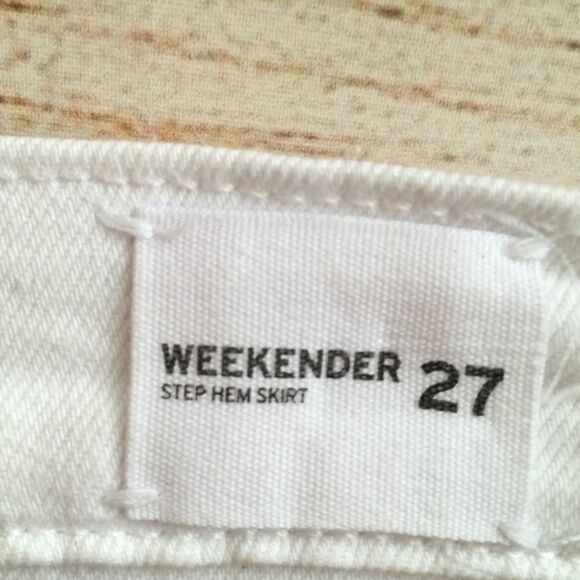 WEEKENDER 27
STEP HEM SKIRT